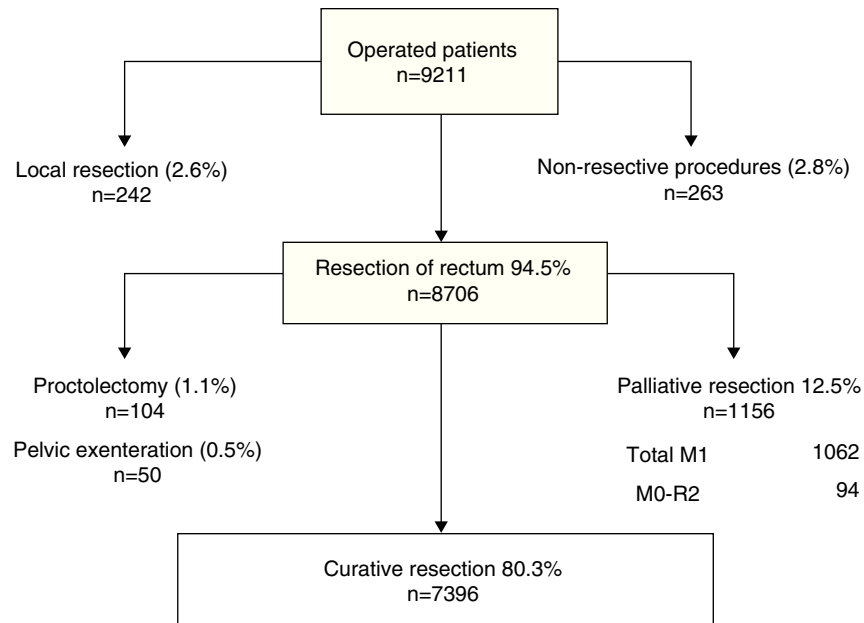 Operated patients
n=9211
Local resection (2.6%)
n=242
Non-resective procedures (2.8%)
n=263
Resection of rectum 94.5%
n=8706
Proctolectomy (1.1%)
n=104
Pelvic exenteration (0.5%)
n=50
Palliative resection 12.5%
n=1156
Total M1 1062
M0-R2 94
Curative resection 80.3%
n=7396